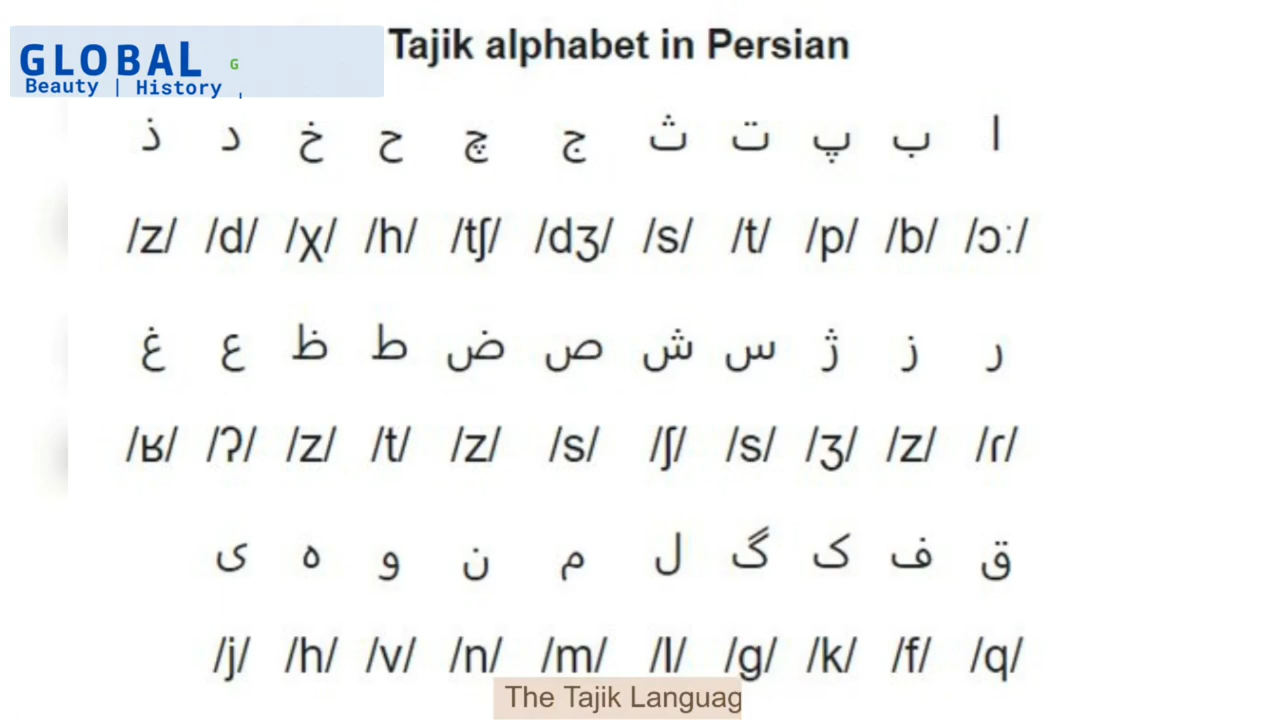 Tajik alphabet in Persian
GLOBAL G
Beauty | History
ا ب پ ت ث ج چ ح خ د ذ
/ɔː/ /b/ /p/ /t/ /s/ /dʒ/ /tʃ/ /h/ /χ/ /d/ /z/
ر ز ژ س ش ص ض ط ظ ع غ
/ɾ/ /z/ /ʒ/ /s/ /ʃ/ /s/ /z/ /t/ /z/ /ʔ/ /ʁ/
ق ف ک گ ل م ن و ه ی
/q/ /f/ /k/ /g/ /l/ /m/ /n/ /v/ /h/ /j/
The Tajik Languag